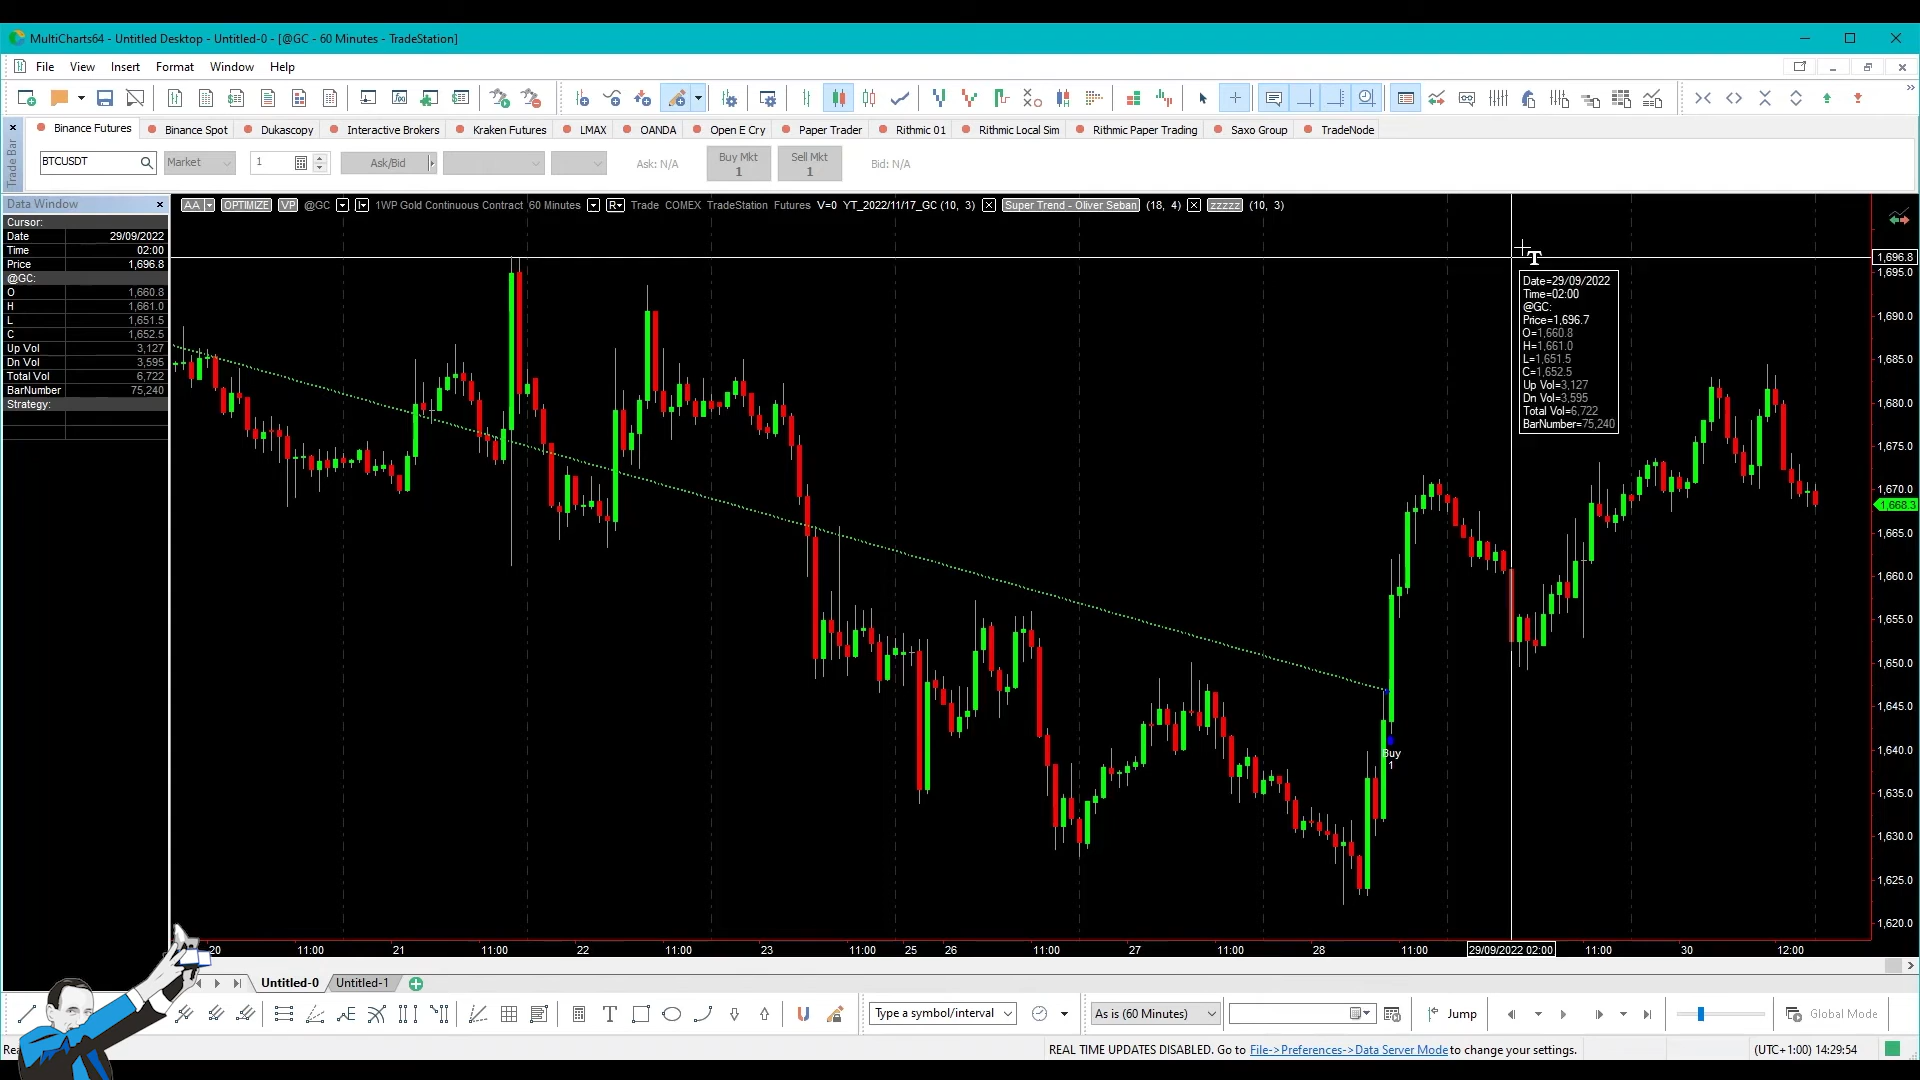 MultiCharts64 - Untitled Desktop - Untitled-0 - [@GC - 60 Minutes - TradeStation]
File View Insert Format Window Help
Binance Futures Binance Spot Dukascopy Interactive Brokers Kraken Futures LMAX OANDA Open E Cry Paper Trader Rithmic 01 Rithmic Local Sim Rithmic Paper Trading Saxo Group TradeNode
Trade Bar
BTCUSDT Market 1 Ask/Bid Ask: N/A Buy Mkt Sell Mkt Bid: N/A
1 1
Data Window
AA OPTIMIZE VP @GC I 1WP Gold Continuous Contract 60 Minutes R Trade COMEX TradeStation Futures V=0 YT_2022/11/17_GC (10, 3) Super Trend - Oliver Seban (18, 4) zzzzz (10, 3)
Cursor:
Date 29/09/2022
Time 02:00
Price 1,696.8
@GC:
O 1,660.8
H 1,661.0
L 1,651.5
C 1,652.5
Up Vol 3,127
Dn Vol 3,595
Total Vol 6,722
BarNumber 75,240
Strategy:
T
Date=29/09/2022
Time=02:00
@GC:
Price=1,696.7
O=1,660.8
H=1,661.0
L=1,651.5
C=1,652.5
Up Vol=3,127
Dn Vol=3,595
Total Vol=6,722
BarNumber=75,240
1,696.8
1,695.0
1,690.0
1,685.0
1,680.0
1,675.0
1,670.0
1,668.3
1,665.0
1,660.0
1,655.0
1,650.0
1,645.0
1,640.0
1,635.0
1,630.0
1,625.0
1,620.0
Buy
1
20 11:00 21 11:00 22 11:00 23 11:00 25 26 11:00 27 11:00 28 11:00 29/09/2022 02:00 11:00 30 12:00
Untitled-0 Untitled-1
T Type a symbol/interval As is (60 Minutes) Jump Global Mode
REAL TIME UPDATES DISABLED. Go to File->Preferences->Data Server Mode to change your settings. (UTC+1:00) 14:29:54